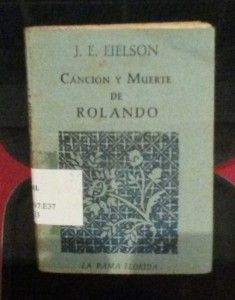 J. E. EIELSON
CANCIÓN Y MUERTE
DE
ROLANDO
LA RAMA FLORIDA